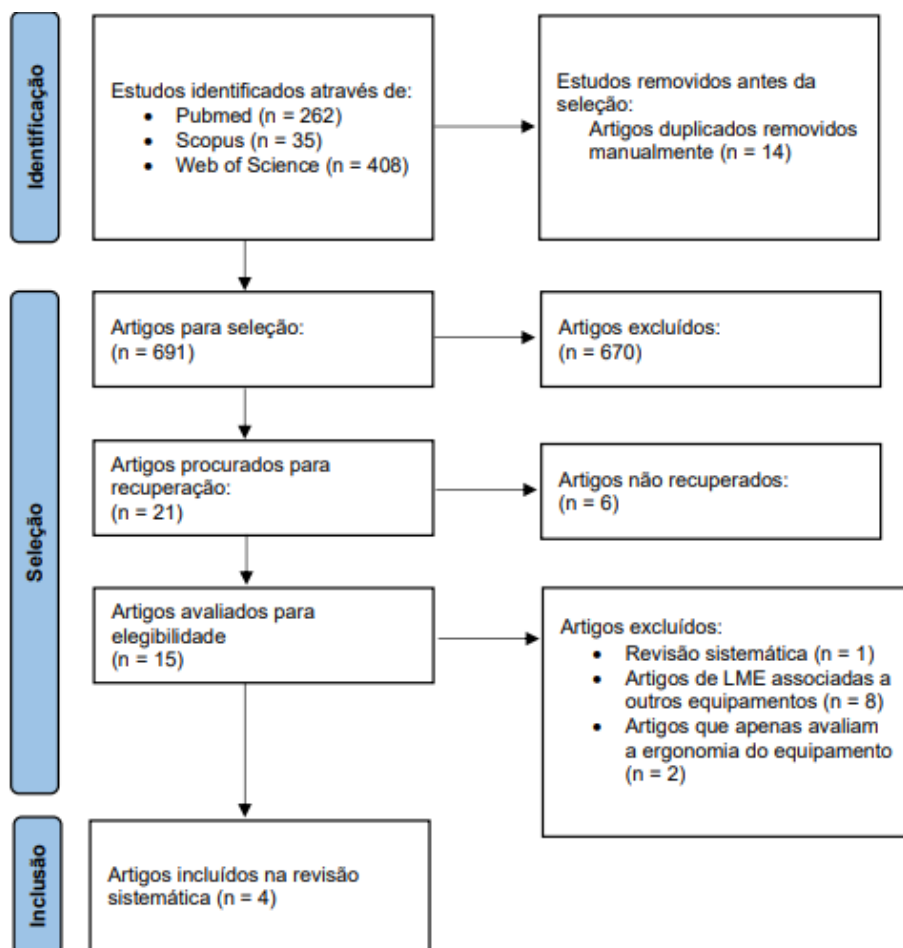 Identificação
Estudos identificados através de:
• Pubmed (n = 262)
• Scopus (n = 35)
• Web of Science (n = 408)
Estudos removidos antes da
seleção:
Artigos duplicados removidos
manualmente (n = 14)
Seleção
Artigos para seleção:
(n = 691)
Artigos excluídos:
(n = 670)
Artigos procurados para
recuperação:
(n = 21)
Artigos não recuperados:
(n = 6)
Artigos avaliados para
elegibilidade
(n = 15)
Artigos excluídos:
• Revisão sistemática (n = 1)
• Artigos de LME associadas a
outros equipamentos (n = 8)
• Artigos que apenas avaliam
a ergonomia do equipamento
(n = 2)
Inclusão
Artigos incluídos na revisão
sistemática (n = 4)